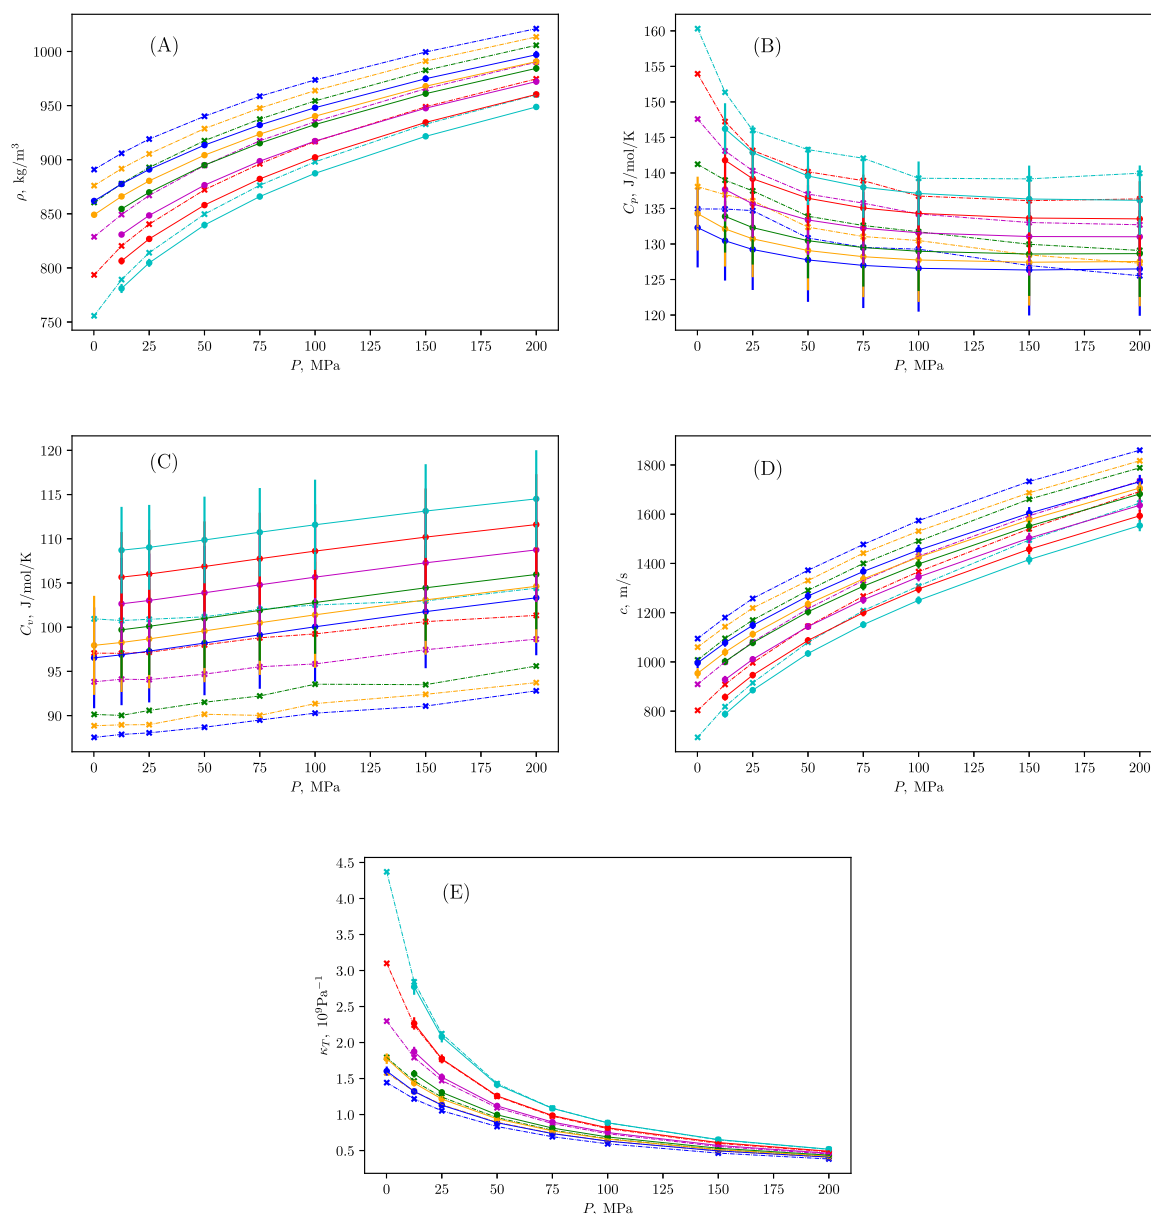 (A)
1000
950
900
850
800
750
ρ, kg/m³
0 25 50 75 100 125 150 175 200
P, MPa
(B)
160
155
150
145
140
135
130
125
120
Cₚ, J/mol/K
0 25 50 75 100 125 150 175 200
P, MPa
(C)
120
115
110
105
100
95
90
Cᵥ, J/mol/K
0 25 50 75 100 125 150 175 200
P, MPa
(D)
1800
1600
1400
1200
1000
800
c, m/s
0 25 50 75 100 125 150 175 200
P, MPa
(E)
4.5
4.0
3.5
3.0
2.5
2.0
1.5
1.0
0.5
κ_T, 10⁹Pa⁻¹
0 25 50 75 100 125 150 175 200
P, MPa